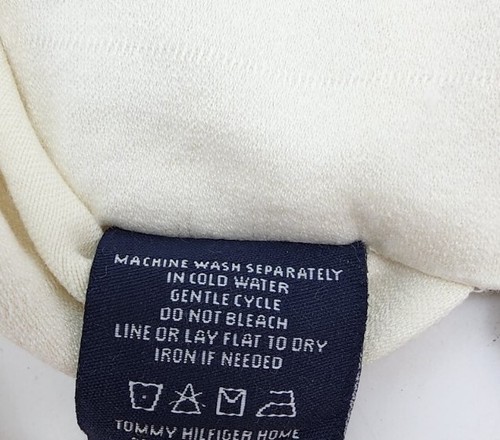 MACHINE WASH SEPARATELY
IN COLD WATER
GENTLE CYCLE
DO NOT BLEACH
LINE OR LAY FLAT TO DRY
IRON IF NEEDED
TOMMY HILFIGER HOME